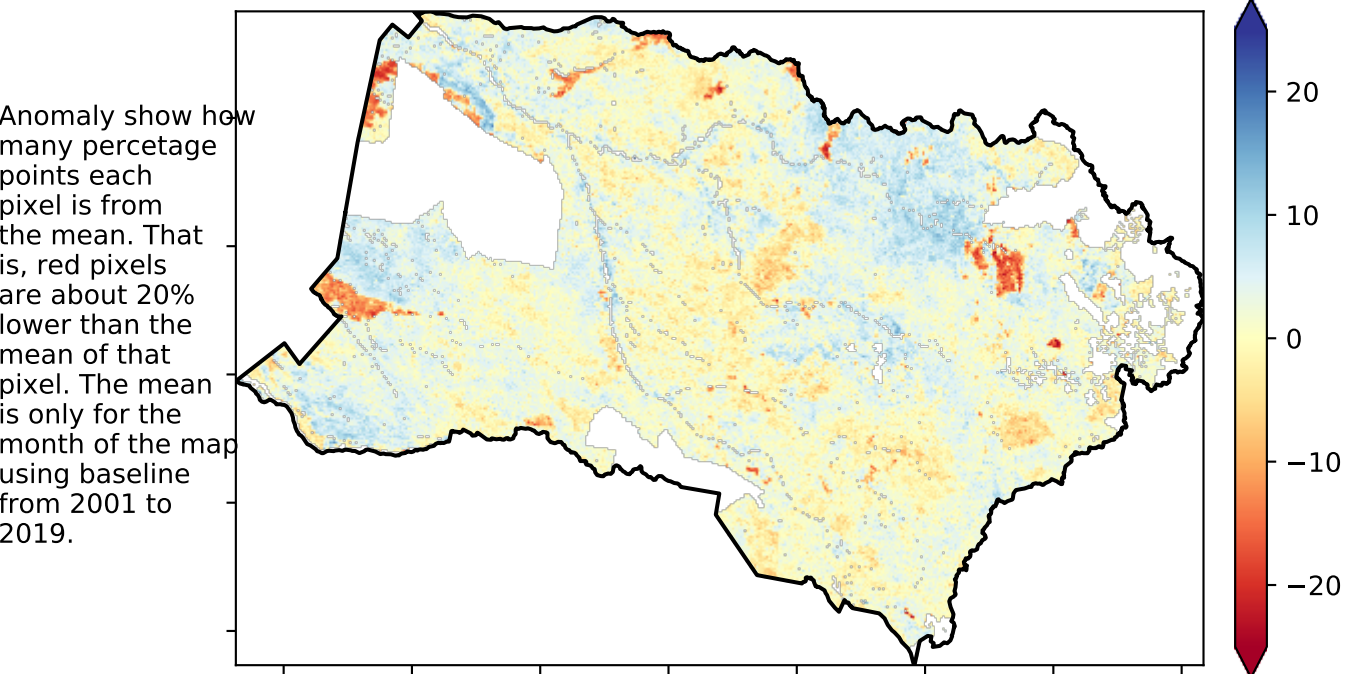 Anomaly show how
many percetage
points each
pixel is from
the mean. That
is, red pixels
are about 20%
lower than the
mean of that
pixel. The mean
is only for the
month of the map
using baseline
from 2001 to
2019.
20
10
0
−10
−20